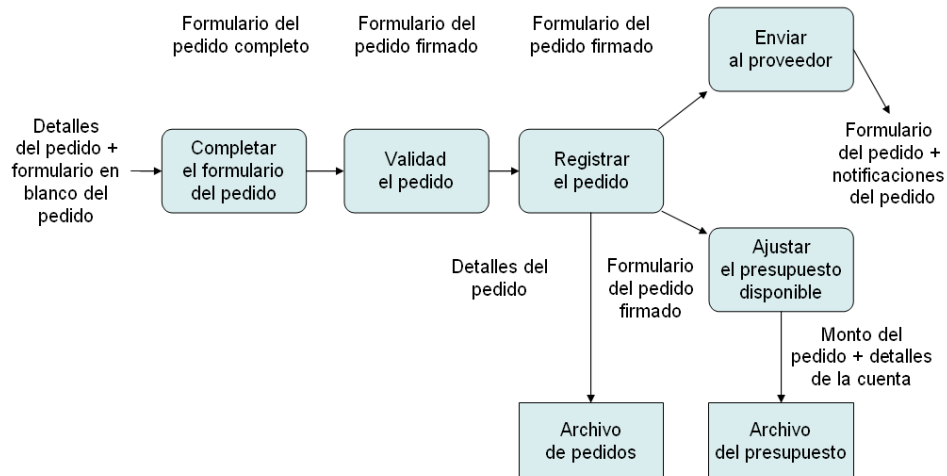 Formulario del
pedido completo
Formulario del
pedido firmado
Formulario del
pedido firmado
Enviar
al proveedor
Detalles
del pedido +
formulario en
blanco del
pedido
Completar
el formulario
del pedido
Validad
el pedido
Registrar
el pedido
Formulario
del pedido +
notificaciones
del pedido
Detalles del
pedido
Formulario
del pedido
firmado
Ajustar
el presupuesto
disponible
Monto del
pedido + detalles
de la cuenta
Archivo
de pedidos
Archivo
del presupuesto